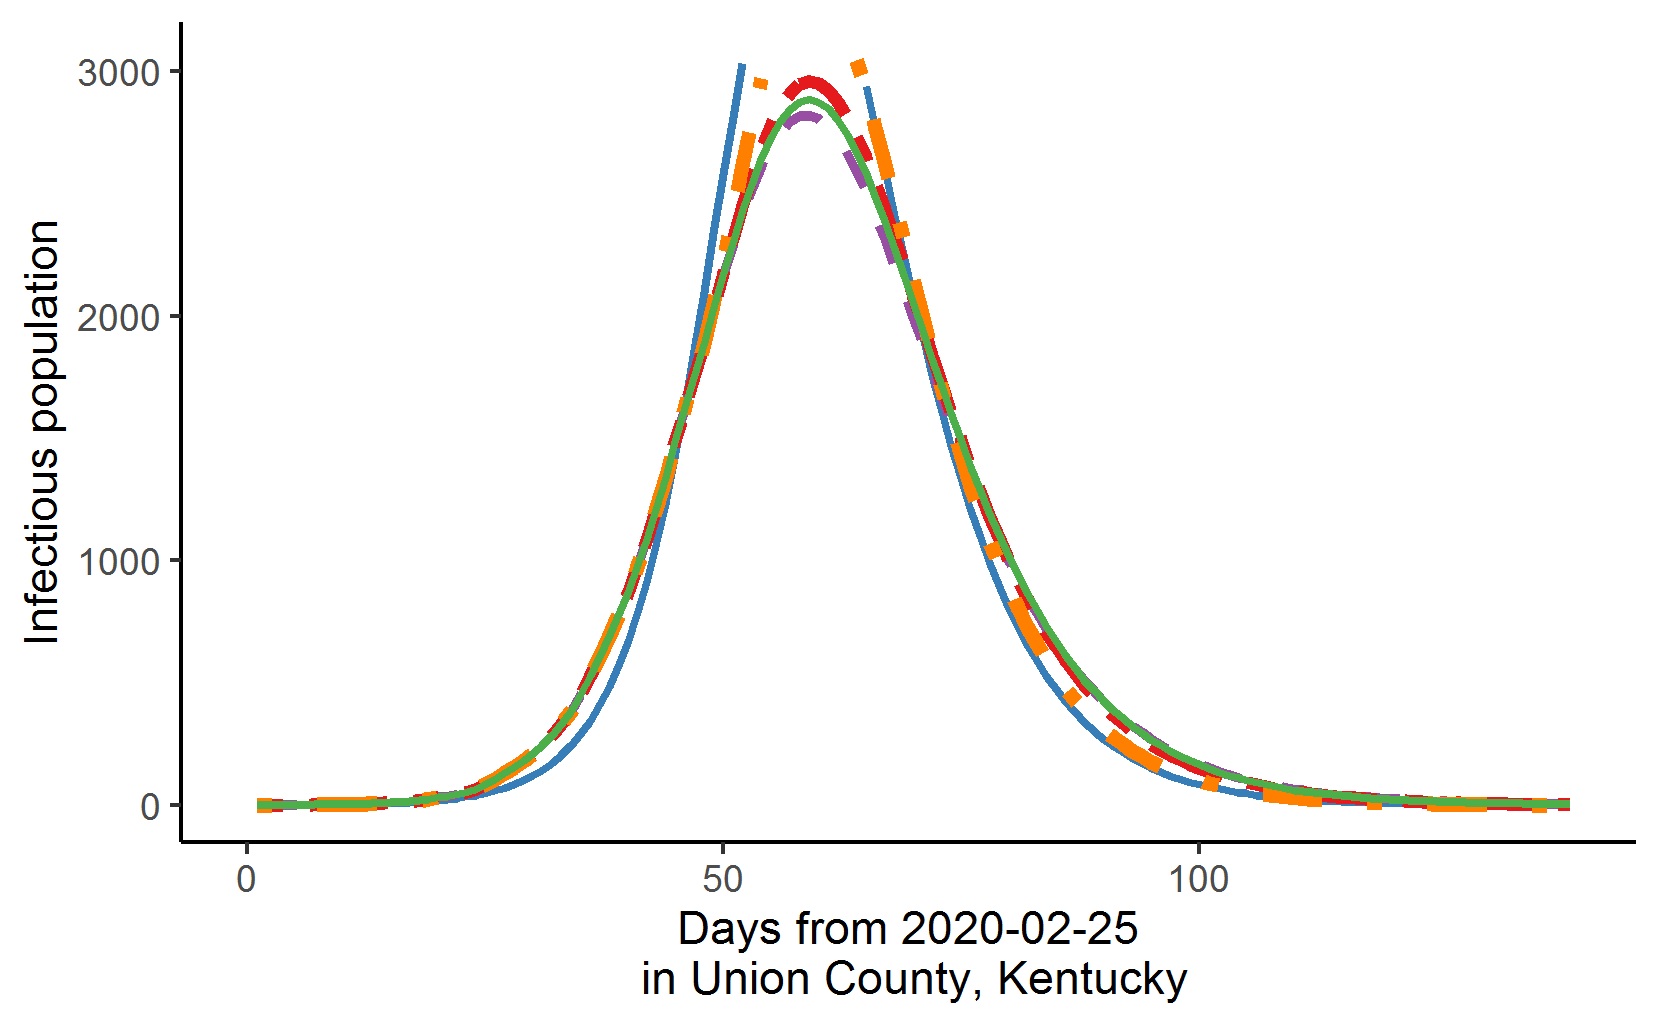 Infectious population
3000
2000
1000
0
0 50 100
Days from 2020-02-25
in Union County, Kentucky